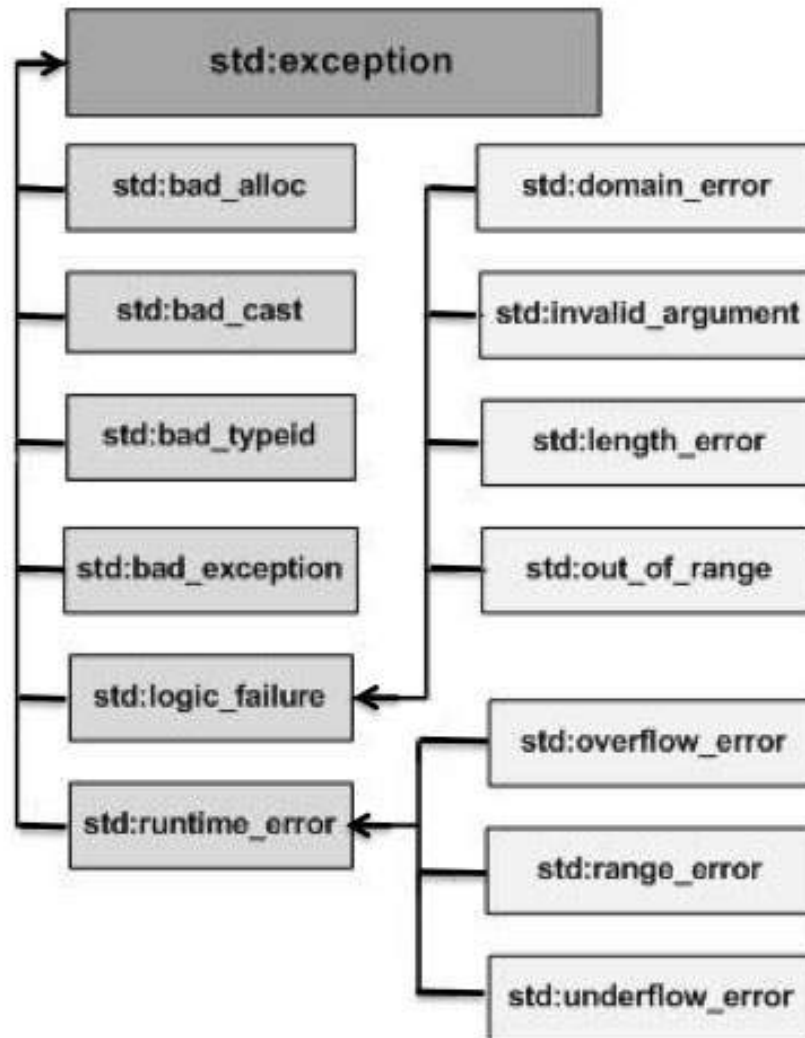 std:exception
std:bad_alloc
std:bad_cast
std:bad_typeid
std:bad_exception
std:logic_failure
std:runtime_error
std:domain_error
std:invalid_argument
std:length_error
std:out_of_range
std:overflow_error
std:range_error
std:underflow_error